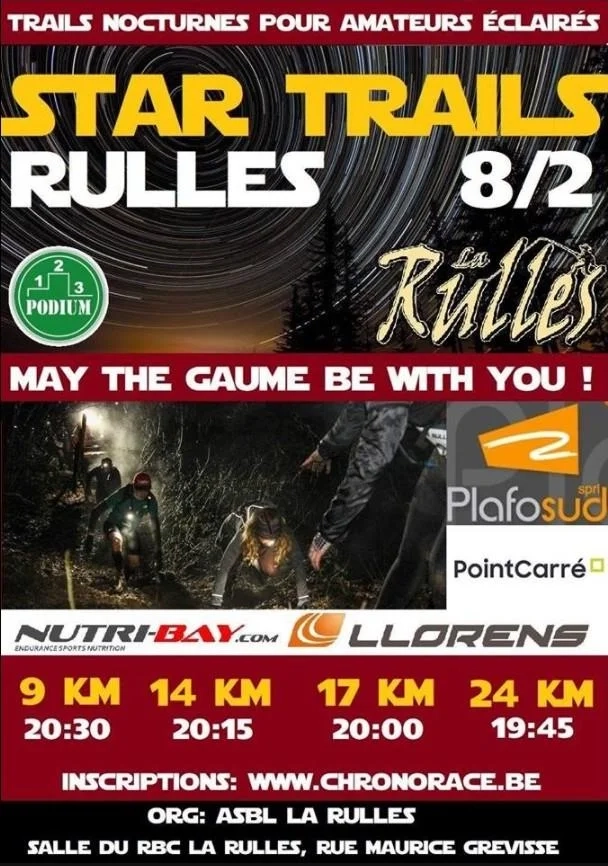 TRAILS NOCTURNES POUR AMATEURS ÉCLAIRÉS
STAR TRAILS
RULLES 8/2
1 2 3
PODIUM
La
Rulles
MAY THE GAUME BE WITH YOU !
sprl
Plafosud
PointCarré
NUTRI-BAY.COM
ENDURANCE SPORTS NUTRITION
LLORENS
9 KM 14 KM 17 KM 24 KM
20:30 20:15 20:00 19:45
INSCRIPTIONS: WWW.CHRONORACE.BE
ORG: ASBL LA RULLES
SALLE DU RBC LA RULLES, RUE MAURICE GREVISSE